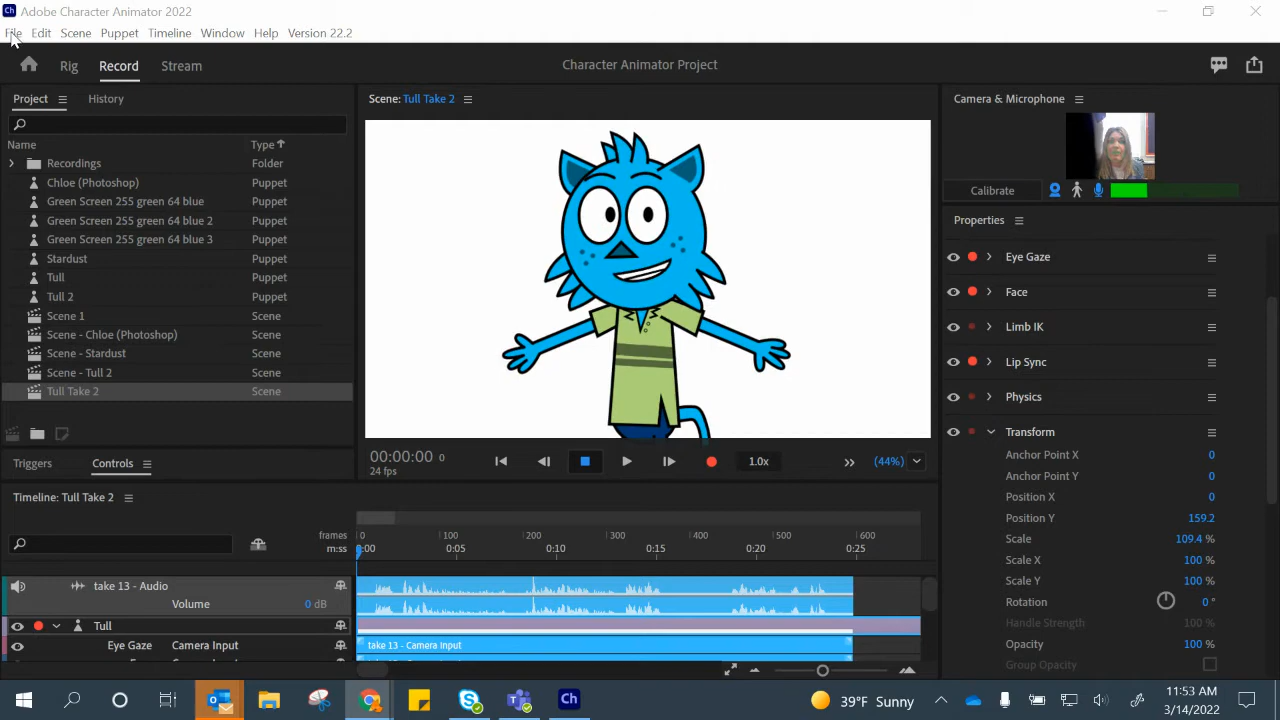 Ch Adobe Character Animator 2022
File Edit Scene Puppet Timeline Window Help Version 22.2
Rig Record Stream Character Animator Project
Project History
Scene: Tull Take 2
Camera & Microphone
Name Type
Recordings Folder
Chloe (Photoshop) Puppet
Green Screen 255 green 64 blue Puppet
Green Screen 255 green 64 blue 2 Puppet
Green Screen 255 green 64 blue 3 Puppet
Stardust Puppet
Tull Puppet
Tull 2 Puppet
Scene 1 Scene
Scene - Chloe (Photoshop) Scene
Scene - Stardust Scene
Scene - Tull 2 Scene
Tull Take 2 Scene
Calibrate
Properties
Eye Gaze
Face
Limb IK
Lip Sync
Physics
Transform
Anchor Point X 0
Anchor Point Y 0
Position X 0
Position Y 159.2
Scale 109.4 %
Scale X 100 %
Scale Y 100 %
Rotation 0 °
Handle Strength 100 %
Opacity 100 %
Group Opacity
00:00:00 0
24 fps
1.0x
(44%)
Triggers Controls
Timeline: Tull Take 2
frames 0 100 200 300 400 500 600
m:ss 0:00 0:05 0:10 0:15 0:20 0:25
take 13 - Audio
Volume 0 dB
Tull
Eye Gaze Camera Input
take 13 - Camera Input
Ch
39°F Sunny
11:53 AM
3/14/2022